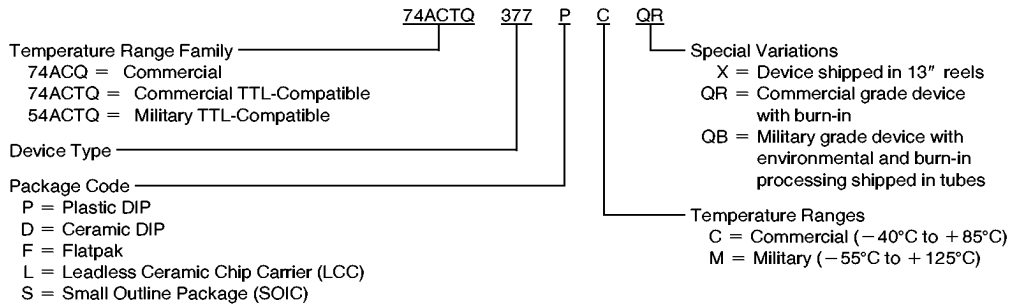 74ACTQ 377 P C QR
Temperature Range Family
74ACQ = Commercial
74ACTQ = Commercial TTL-Compatible
54ACTQ = Military TTL-Compatible
Device Type
Package Code
P = Plastic DIP
D = Ceramic DIP
F = Flatpak
L = Leadless Ceramic Chip Carrier (LCC)
S = Small Outline Package (SOIC)
Special Variations
X = Device shipped in 13″ reels
QR = Commercial grade device
with burn-in
QB = Military grade device with
environmental and burn-in
processing shipped in tubes
Temperature Ranges
C = Commercial (−40°C to +85°C)
M = Military (−55°C to +125°C)